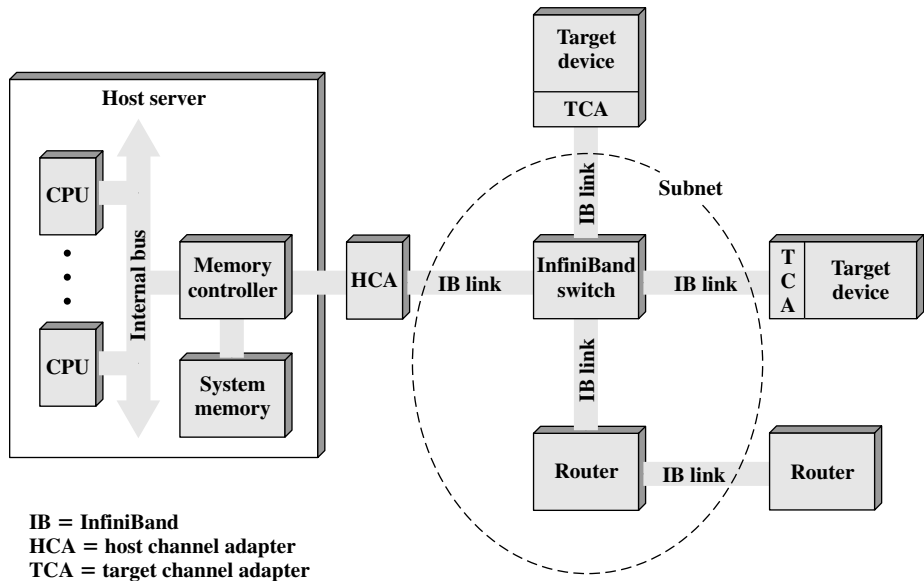 Target
device
TCA
Host server
IB link
Subnet
CPU
Internal bus
Memory
controller
HCA
IB link
InfiniBand
switch
IB link
T
C
A
Target
device
CPU
System
memory
IB link
Router
IB link
Router
IB = InfiniBand
HCA = host channel adapter
TCA = target channel adapter